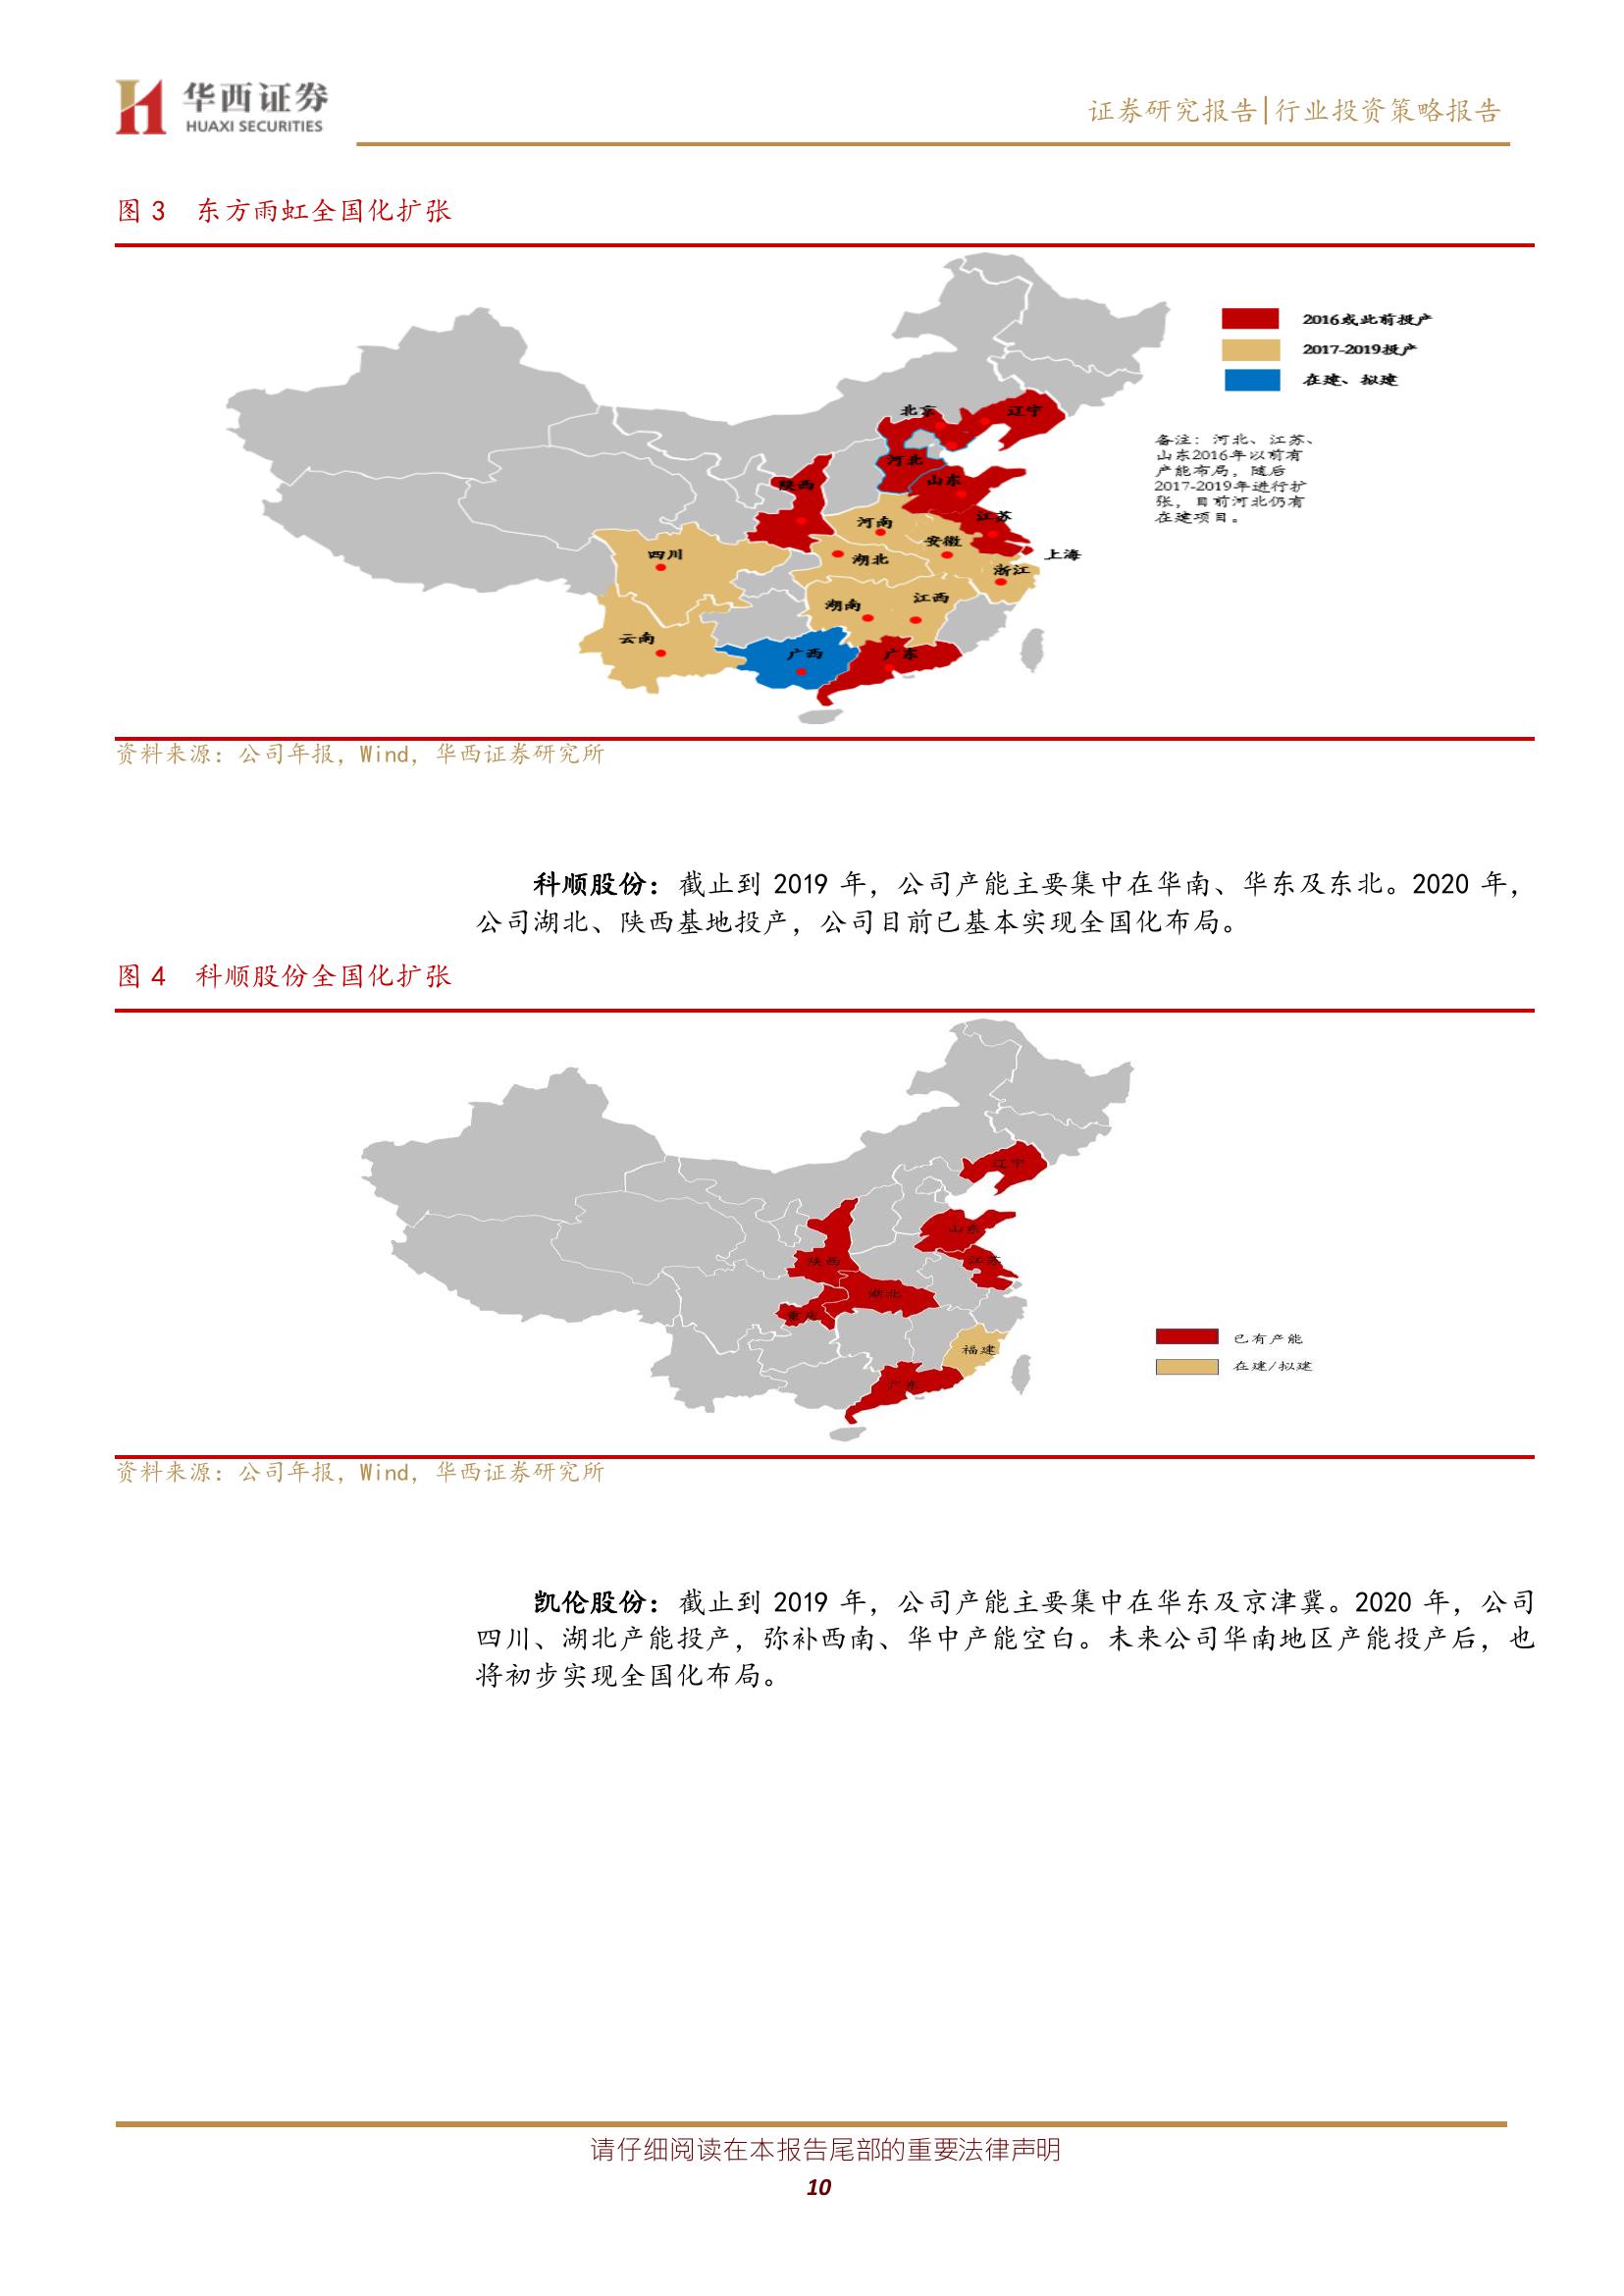 华西证券
HUAXI SECURITIES
证券研究报告|行业投资策略报告
图 3 东方雨虹全国化扩张
2016或此前投产
2017-2019投产
在建、拟建
备注：河北、江苏、
山东2016年以前有
产能布局，随后
2017-2019年进行扩
张，目前河北仍有
在建项目。
北京
辽宁
河北
山东
陕西
河南
江苏
安徽
上海
四川
湖北
浙江
湖南
江西
云南
广西
广东
资料来源：公司年报，Wind，华西证券研究所
科顺股份：截止到 2019 年，公司产能主要集中在华南、华东及东北。2020 年，
公司湖北、陕西基地投产，公司目前已基本实现全国化布局。
图 4 科顺股份全国化扩张
辽宁
山东
陕西
江苏
湖北
重庆
福建
广东
已有产能
在建/拟建
资料来源：公司年报，Wind，华西证券研究所
凯伦股份：截止到 2019 年，公司产能主要集中在华东及京津冀。2020 年，公司
四川、湖北产能投产，弥补西南、华中产能空白。未来公司华南地区产能投产后，也
将初步实现全国化布局。
请仔细阅读在本报告尾部的重要法律声明
10